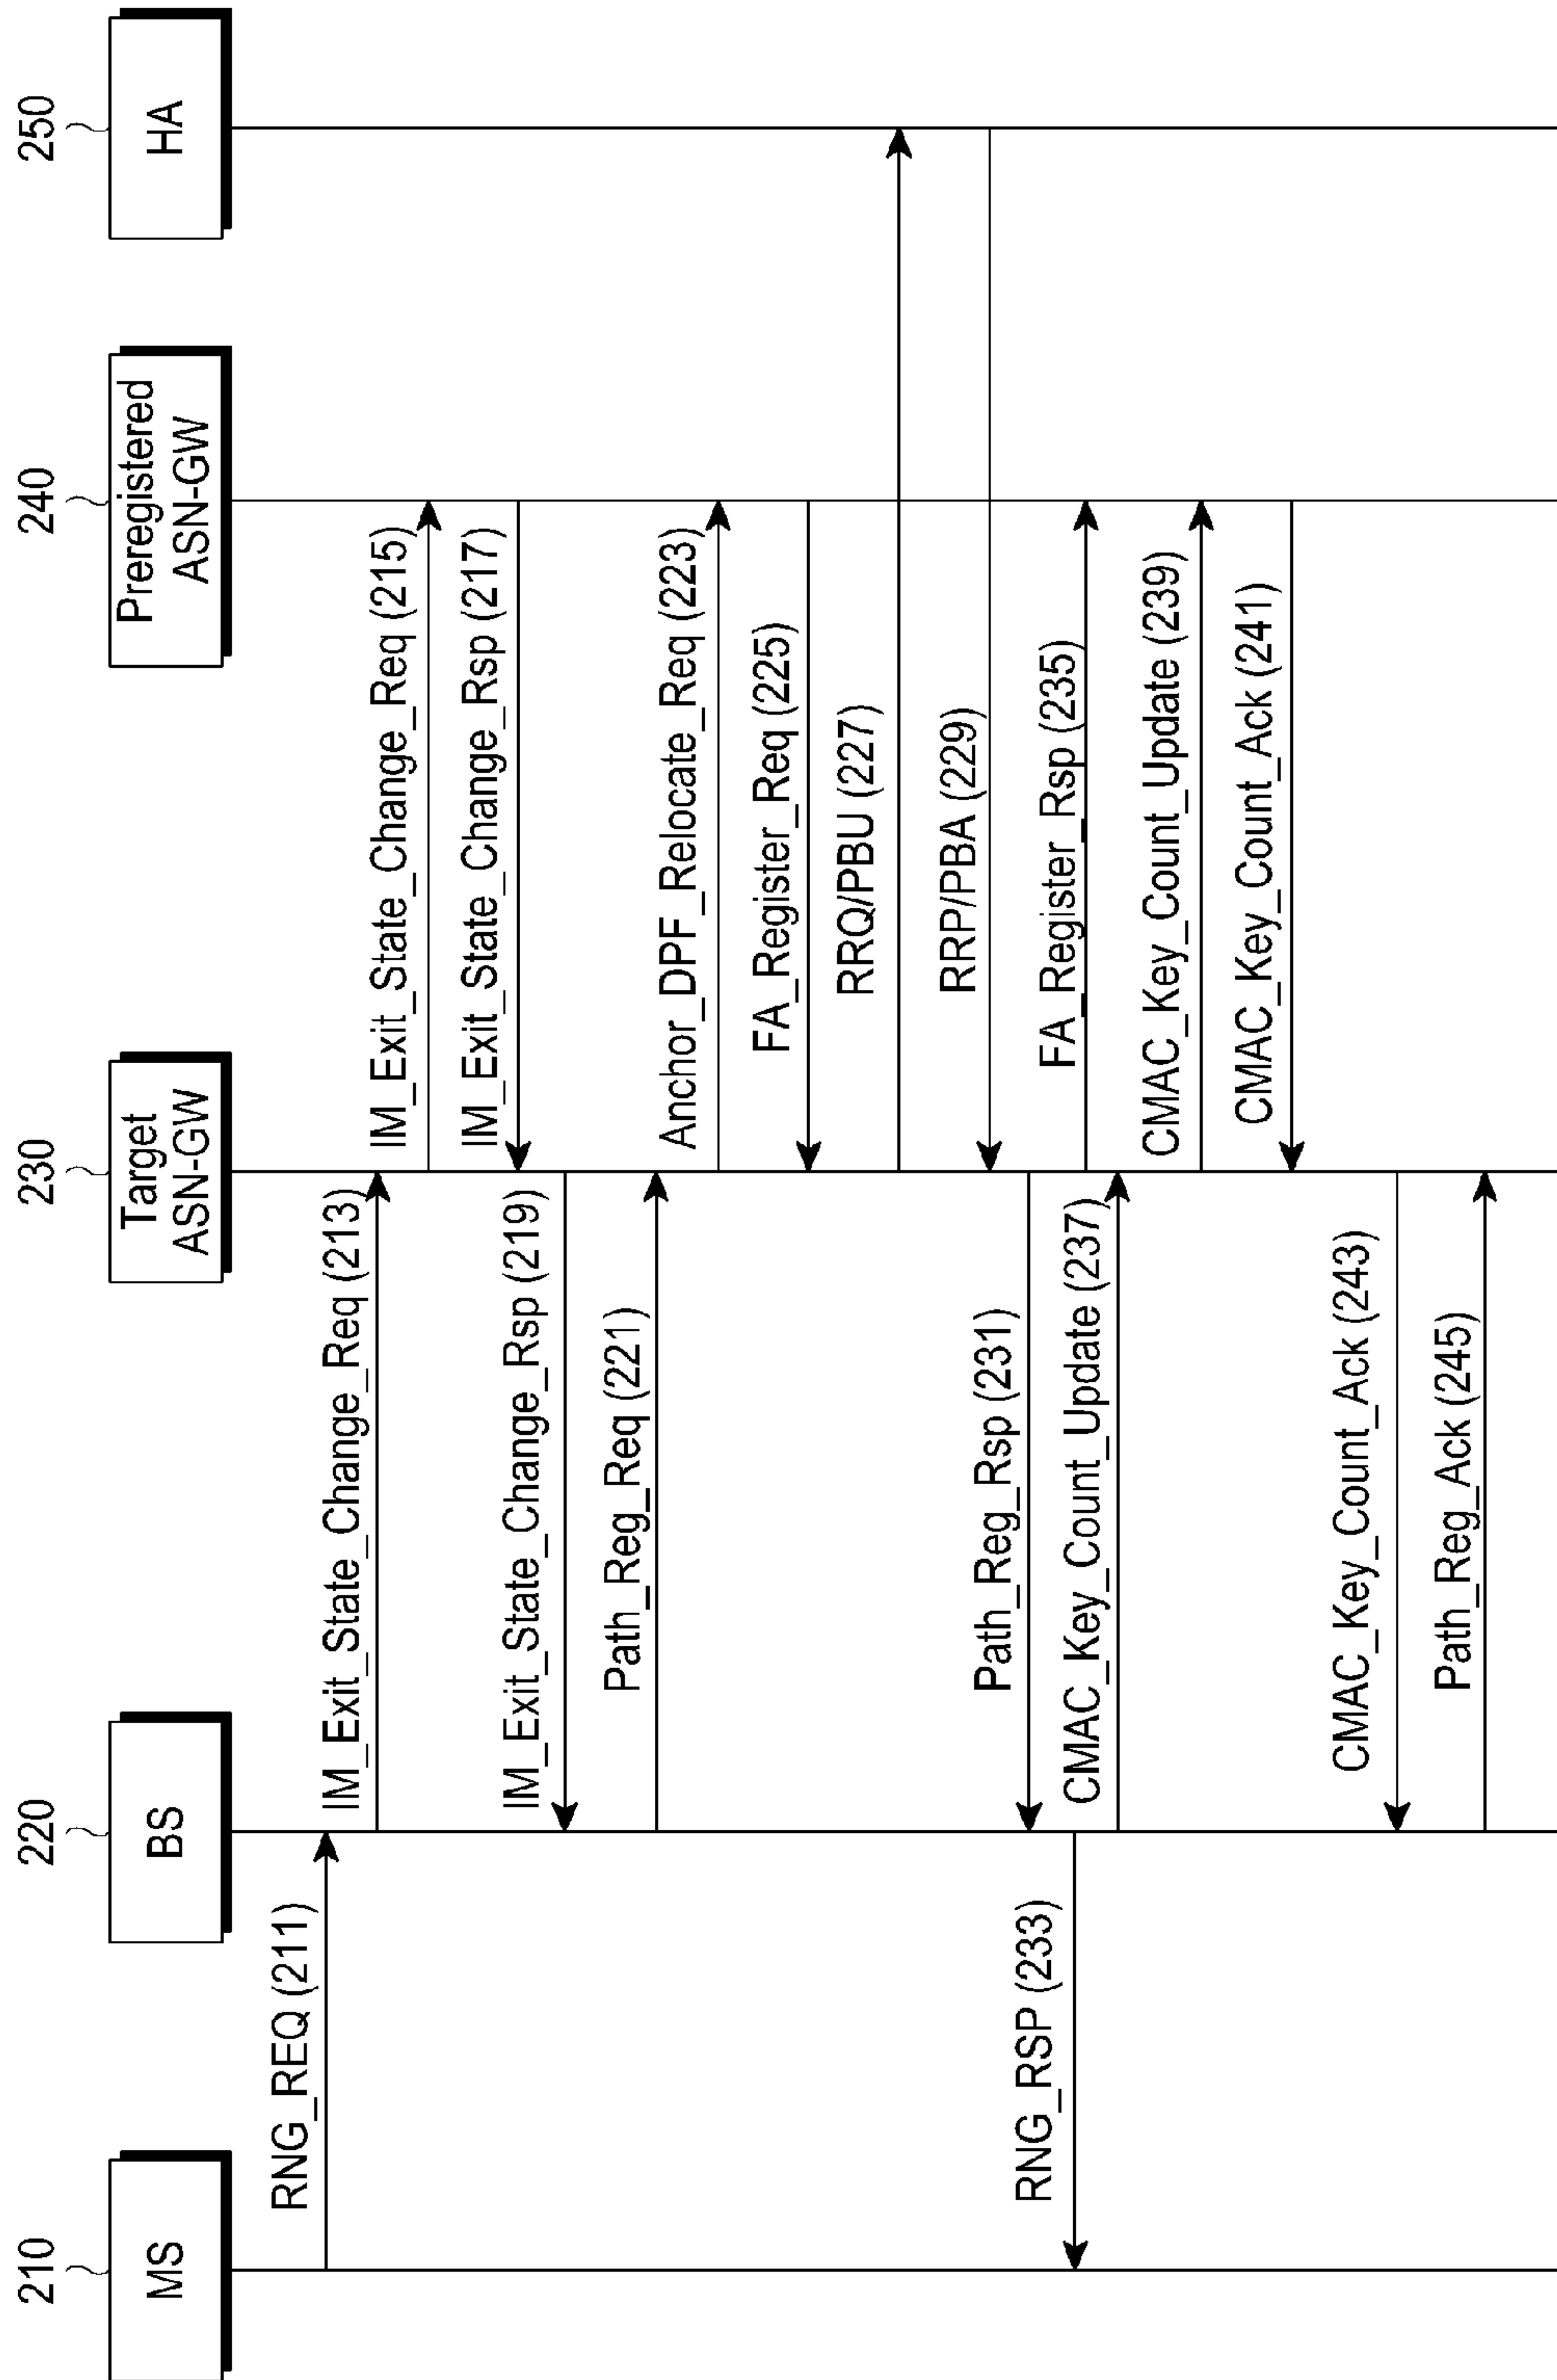 210
MS
220
BS
230
Target
ASN-GW
240
Preregistered
ASN-GW
250
HA
RNG_REQ (211)
IM_Exit_State_Change_Req (213)
IM_Exit_State_Change_Req (215)
IM_Exit_State_Change_Rsp (217)
IM_Exit_State_Change_Rsp (219)
Path_Reg_Req (221)
Anchor_DPF_Relocate_Req (223)
FA_Register_Req (225)
RRQ/PBU (227)
RRP/PBA (229)
Path_Reg_Rsp (231)
RNG_RSP (233)
FA_Register_Rsp (235)
CMAC_Key_Count_Update (237)
CMAC_Key_Count_Update (239)
CMAC_Key_Count_Ack (241)
CMAC_Key_Count_Ack (243)
Path_Reg_Ack (245)